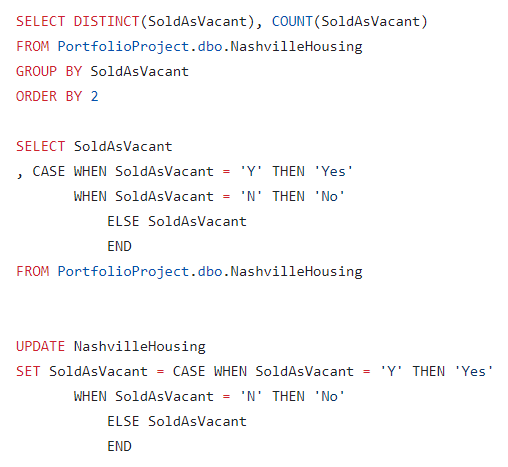 SELECT DISTINCT(SoldAsVacant), COUNT(SoldAsVacant)
FROM PortfolioProject.dbo.NashvilleHousing
GROUP BY SoldAsVacant
ORDER BY 2
SELECT SoldAsVacant
, CASE WHEN SoldAsVacant = 'Y' THEN 'Yes'
WHEN SoldAsVacant = 'N' THEN 'No'
ELSE SoldAsVacant
END
FROM PortfolioProject.dbo.NashvilleHousing
UPDATE NashvilleHousing
SET SoldAsVacant = CASE WHEN SoldAsVacant = 'Y' THEN 'Yes'
WHEN SoldAsVacant = 'N' THEN 'No'
ELSE SoldAsVacant
END